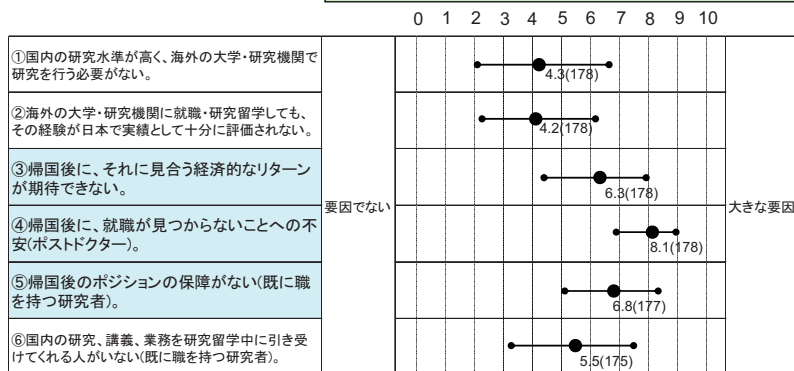 0 1 2 3 4 5 6 7 8 9 10
①国内の研究水準が高く、海外の大学・研究機関で
研究を行う必要がない。
4.3(178)
②海外の大学・研究機関に就職・研究留学しても、
その経験が日本で実績として十分に評価されない。
4.2(178)
③帰国後に、それに見合う経済的なリターン
が期待できない。
6.3(178)
要因でない
大きな要因
④帰国後に、就職が見つからないことへの不
安(ポストドクター)。
8.1(178)
⑤帰国後のポジションの保障がない(既に職
を持つ研究者)。
6.8(177)
⑥国内の研究、講義、業務を研究留学中に引き受
けてくれる人がいない(既に職を持つ研究者)。
5.5(175)